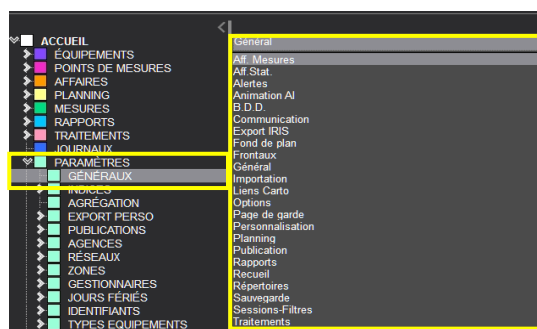 ACCUEIL
ÉQUIPEMENTS
POINTS DE MESURES
AFFAIRES
PLANNING
MESURES
RAPPORTS
TRAITEMENTS
JOURNAUX
PARAMÈTRES
GÉNÉRAUX
INDICES
AGRÉGATION
EXPORT PERSO
PUBLICATIONS
AGENCES
RÉSEAUX
ZONES
GESTIONNAIRES
JOURS FÉRIÉS
IDENTIFIANTS
TYPES EQUIPEMENTS
Général
Aff. Mesures
Aff.Stat.
Alertes
Animation AI
B.D.D.
Communication
Export IRIS
Fond de plan
Frontaux
Général
Importation
Liens Carto
Options
Page de garde
Personnalisation
Planning
Publication
Rapports
Recueil
Répertoires
Sauvegarde
Sessions-Filtres
Traitements